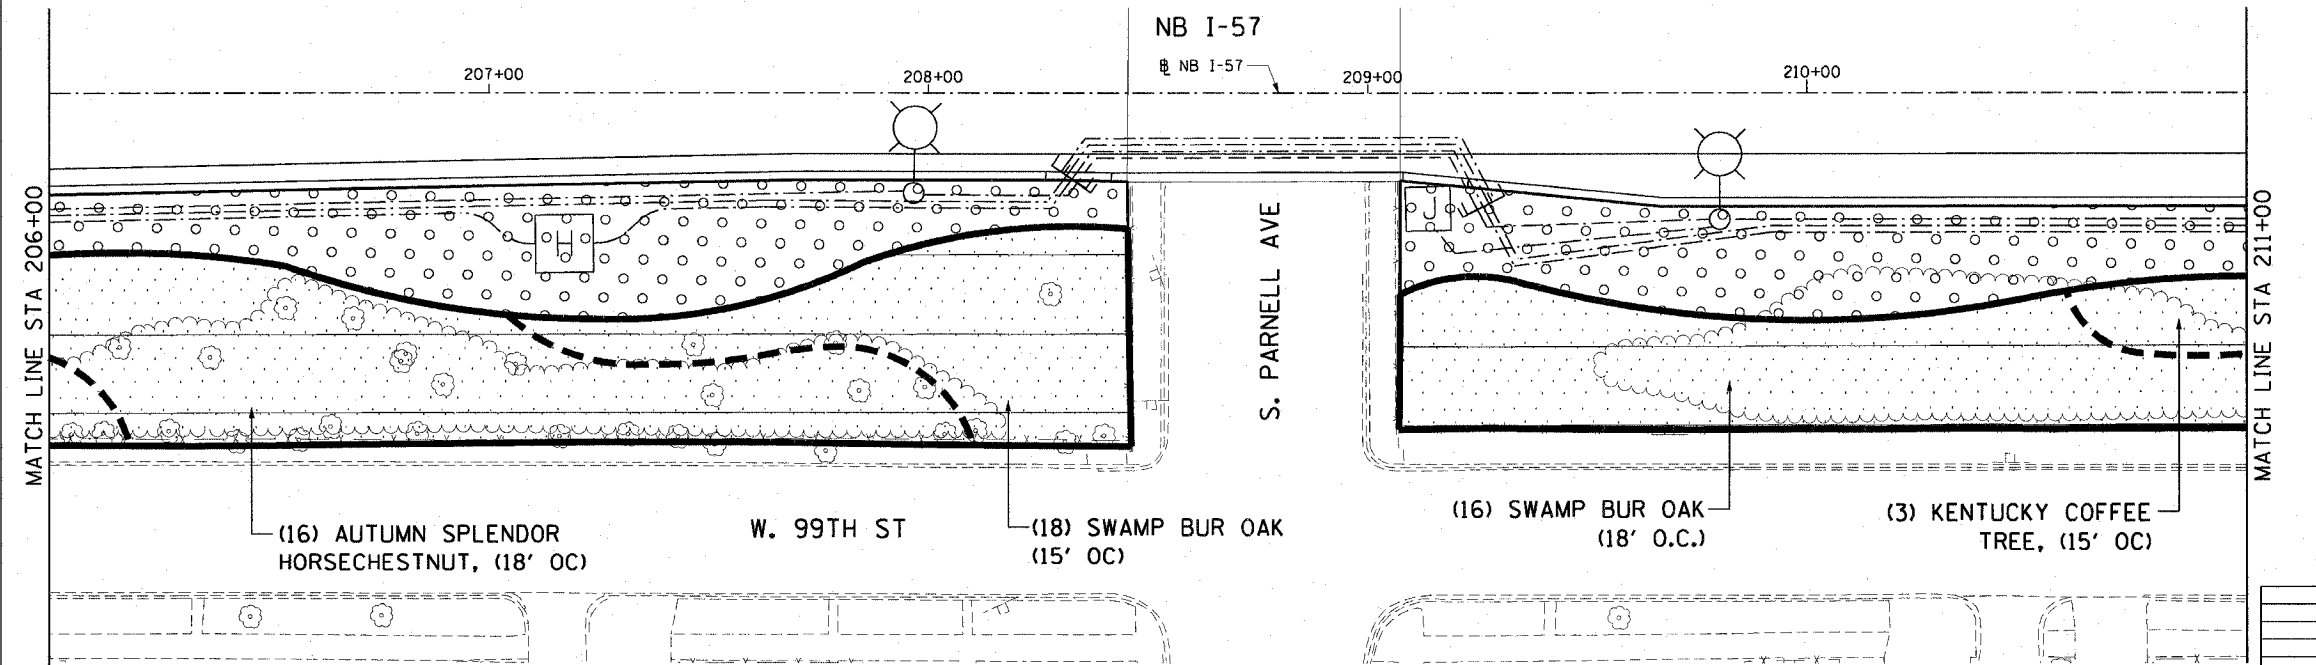 NB I-57
207+00
208+00
℄ NB I-57
209+00
210+00
MATCH LINE STA 206+00
H
J
S. PARNELL AVE
MATCH LINE STA 211+00
(16) AUTUMN SPLENDOR
HORSECHESTNUT, (18' OC)
W. 99TH ST
(18) SWAMP BUR OAK
(15' OC)
(16) SWAMP BUR OAK
(18' O.C.)
(3) KENTUCKY COFFEE
TREE, (15' OC)